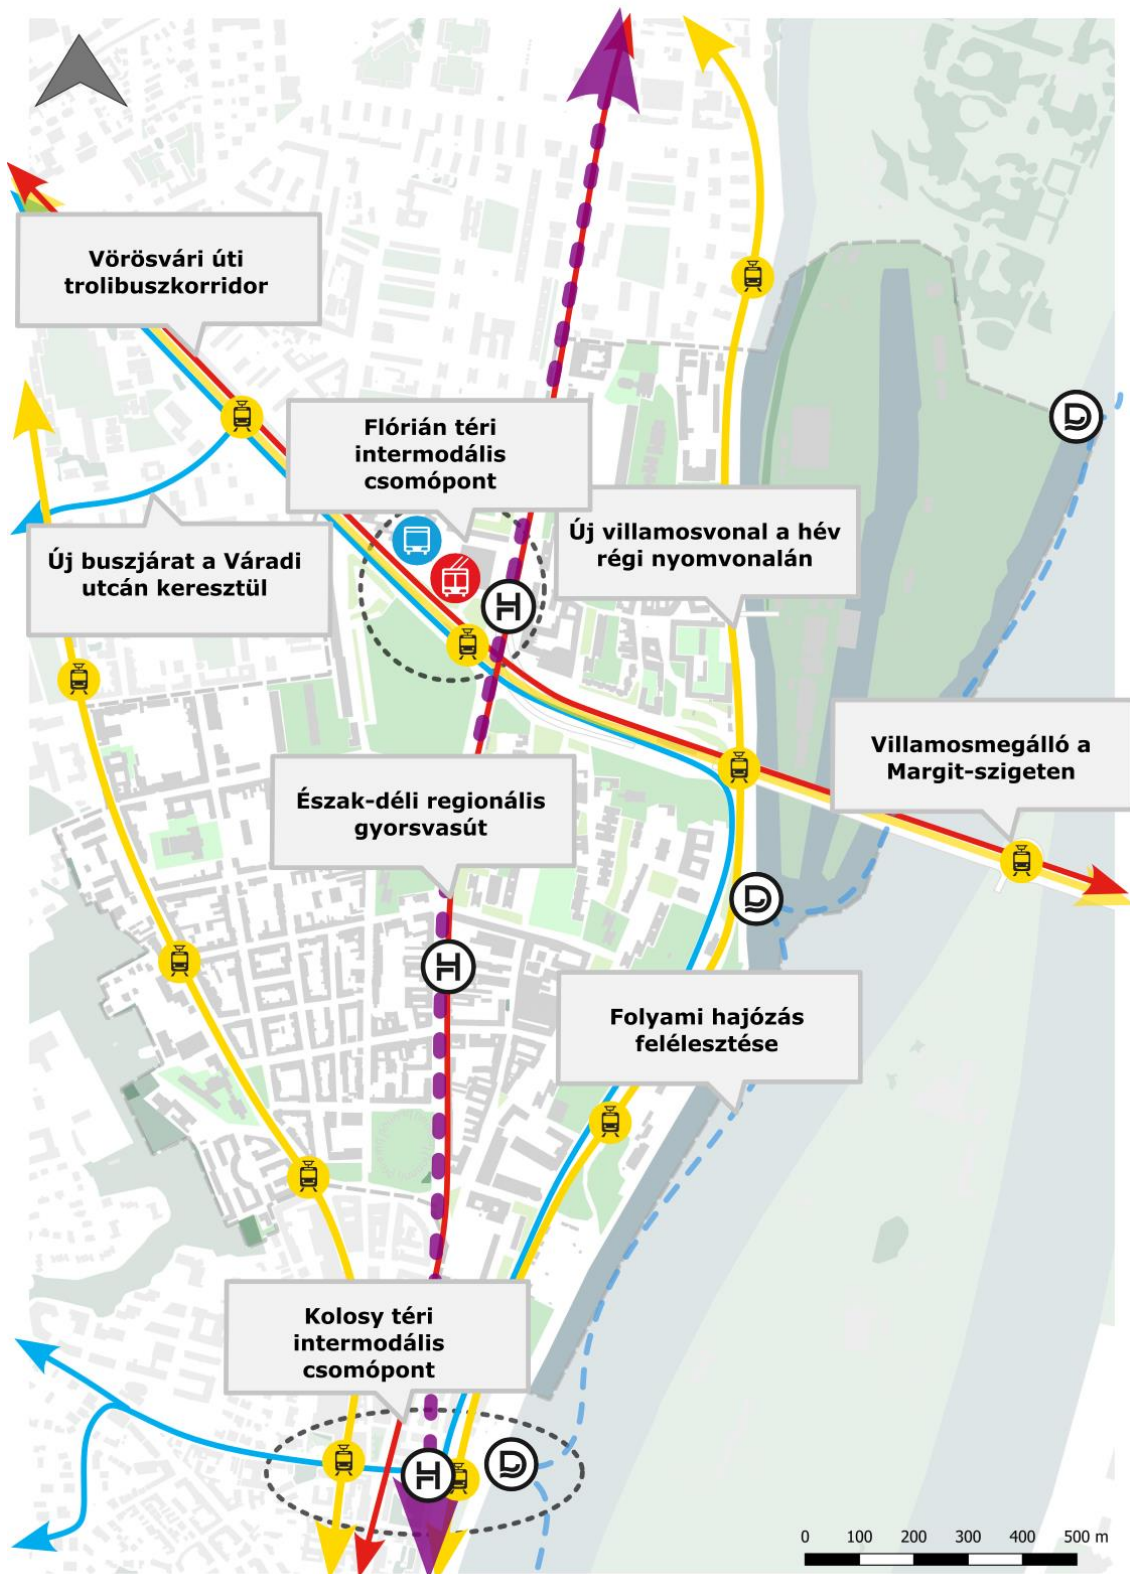 Vörösvári úti
trolibuszkorridor
Flórián téri
intermodális
csomópont
Új villamosvonal a hév
régi nyomvonalán
Új buszjárat a Váradi
utcán keresztül
H
D
Villamosmegálló a
Margit-szigeten
Észak-déli regionális
gyorsvasút
D
H
Folyami hajózás
felélesztése
Kolosy téri
intermodális
csomópont
H
D
0 100 200 300 400 500 m